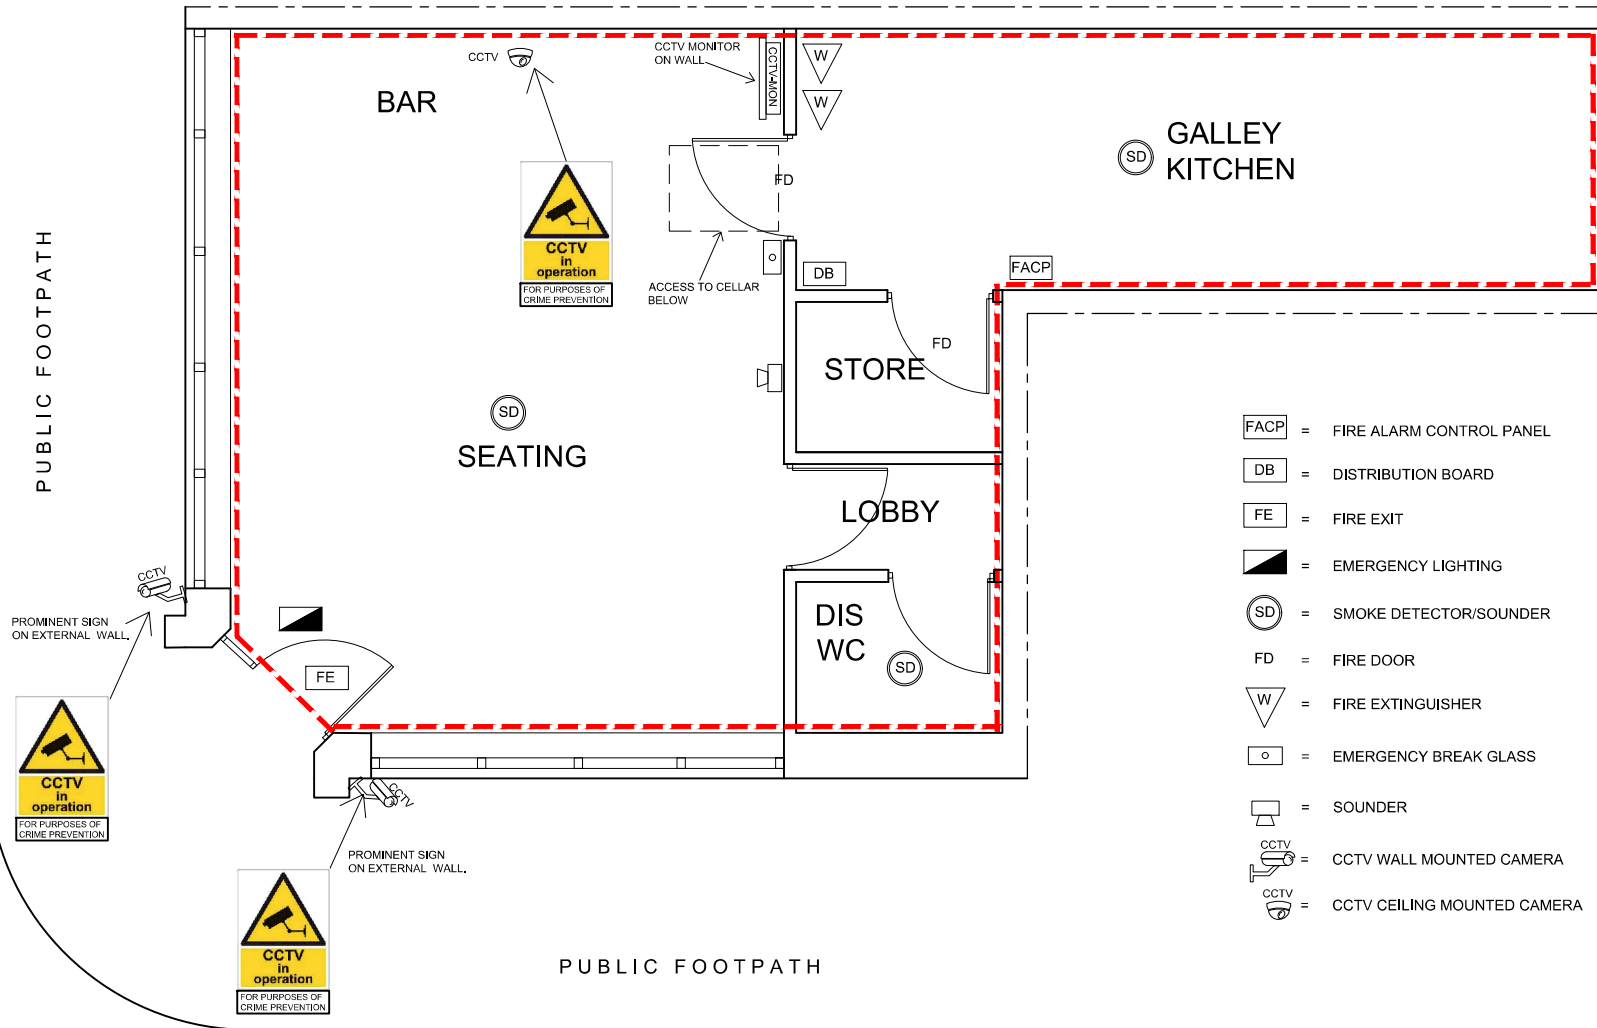 CCTV
BAR
CCTV MONITOR
ON WALL
CCTV-MON
W
W
GALLEY
KITCHEN
SD
FD
CCTV
in
operation
FOR PURPOSES OF
CRIME PREVENTION
ACCESS TO CELLAR
BELOW
DB
FACP
FD
STORE
PUBLIC FOOTPATH
SD
SEATING
LOBBY
DIS
WC
SD
CCTV
PROMINENT SIGN
ON EXTERNAL WALL.
FE
CCTV
in
operation
FOR PURPOSES OF
CRIME PREVENTION
CCTV
PROMINENT SIGN
ON EXTERNAL WALL.
CCTV
in
operation
FOR PURPOSES OF
CRIME PREVENTION
PUBLIC FOOTPATH
FACP = FIRE ALARM CONTROL PANEL
DB = DISTRIBUTION BOARD
FE = FIRE EXIT
= EMERGENCY LIGHTING
SD = SMOKE DETECTOR/SOUNDER
FD = FIRE DOOR
W = FIRE EXTINGUISHER
= EMERGENCY BREAK GLASS
= SOUNDER
CCTV = CCTV WALL MOUNTED CAMERA
CCTV = CCTV CEILING MOUNTED CAMERA